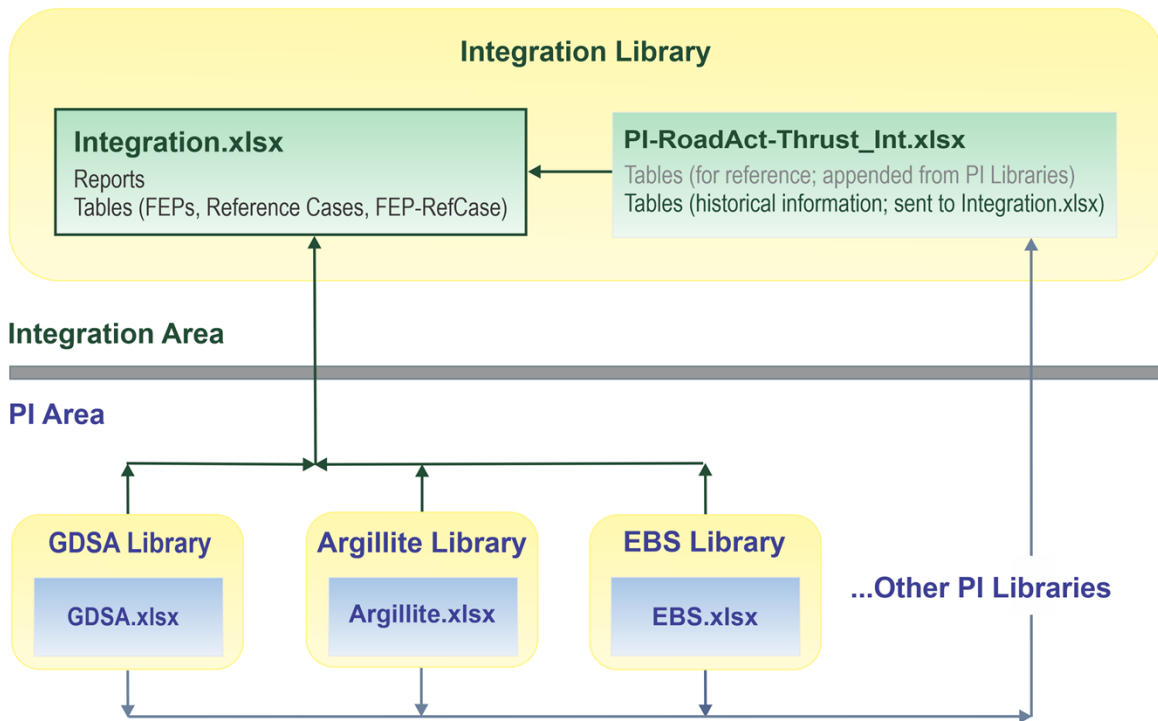 Integration Library
Integration.xlsx
Reports
Tables (FEPs, Reference Cases, FEP-RefCase)
PI-RoadAct-Thrust_Int.xlsx
Tables (for reference; appended from PI Libraries)
Tables (historical information; sent to Integration.xlsx)
Integration Area
PI Area
GDSA Library
GDSA.xlsx
Argillite Library
Argillite.xlsx
EBS Library
EBS.xlsx
...Other PI Libraries